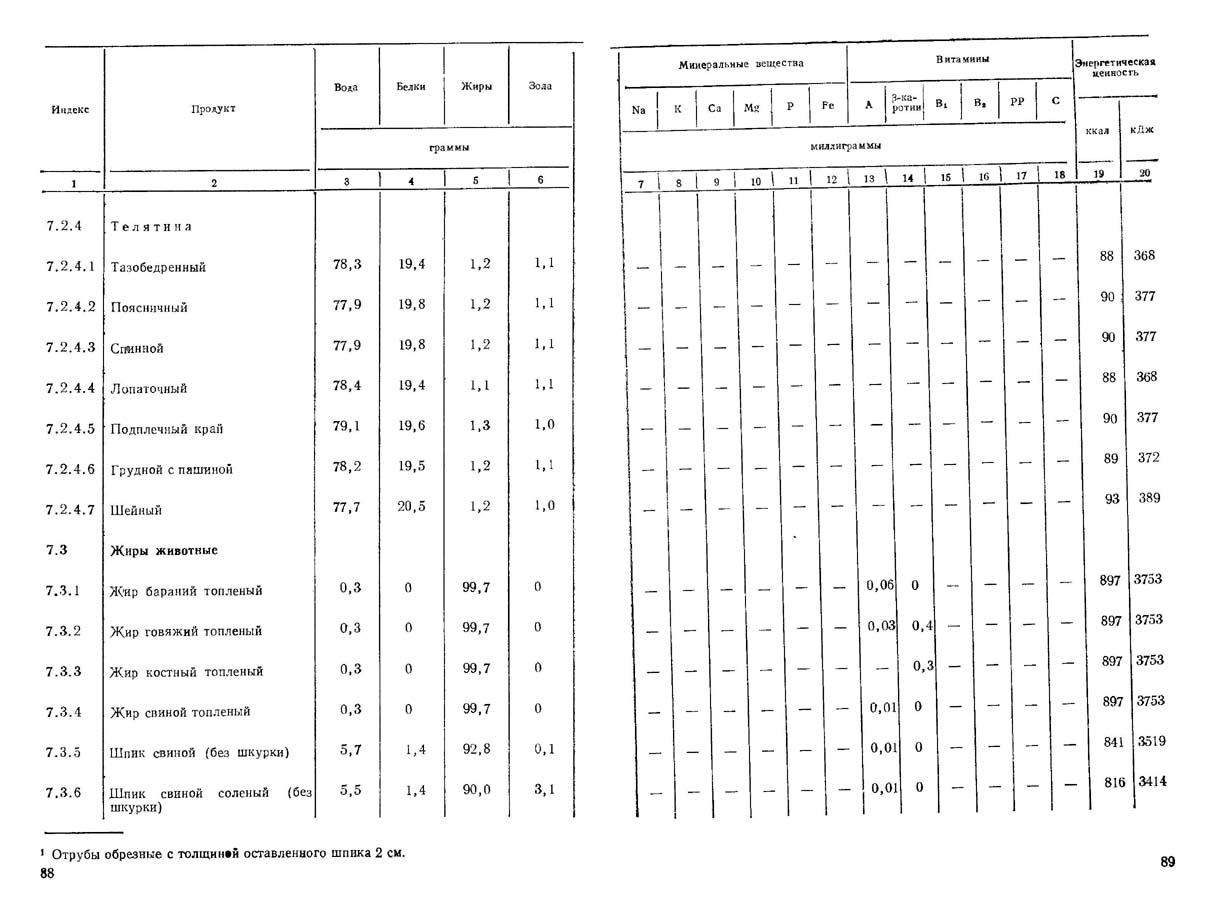 Индекс Продукт Вода Белки Жиры Зола
граммы
1 2 3 4 5 6
7.2.4 Телятина
7.2.4.1 Тазобедренный 78,3 19,4 1,2 1,1
7.2.4.2 Поясничный 77,9 19,8 1,2 1,1
7.2.4.3 Спинной 77,9 19,8 1,2 1,1
7.2.4.4 Лопаточный 78,4 19,4 1,1 1,1
7.2.4.5 Подплечный край 79,1 19,6 1,3 1,0
7.2.4.6 Грудной с пашиной 78,2 19,5 1,2 1,1
7.2.4.7 Шейный 77,7 20,5 1,2 1,0
7.3 Жиры животные
7.3.1 Жир бараний топленый 0,3 0 99,7 0
7.3.2 Жир говяжий топленый 0,3 0 99,7 0
7.3.3 Жир костный топленый 0,3 0 99,7 0
7.3.4 Жир свиной топленый 0,3 0 99,7 0
7.3.5 Шпик свиной (без шкурки) 5,7 1,4 92,8 0,1
7.3.6 Шпик свиной соленый (без 5,5 1,4 90,0 3,1
шкурки)
¹ Отрубы обрезные с толщиной оставленного шпика 2 см.
88
Минеральные вещества Витамины Энергетическая
ценность
Na K Ca Mg P Fe A β-ка- B₁ B₂ PP C
ротин
ккал кДж
миллиграммы
7 8 9 10 11 12 13 14 15 16 17 18 19 20
— — — — — — — — — — — — 88 368
— — — — — — — — — — — — 90 377
— — — — — — — — — — — — 90 377
— — — — — — — — — — — — 88 368
— — — — — — — — — — — — 90 377
— — — — — — — — — — — — 89 372
— — — — — — — — — — — — 93 389
— — — — — — 0,06 0 — — — — 897 3753
— — — — — — 0,03 0,4 — — — — 897 3753
— — — — — — — 0,3 — — — — 897 3753
— — — — — — 0,01 0 — — — — 897 3753
— — — — — — 0,01 0 — — — — 841 3519
— — — — — — 0,01 0 — — — — 816 3414
89